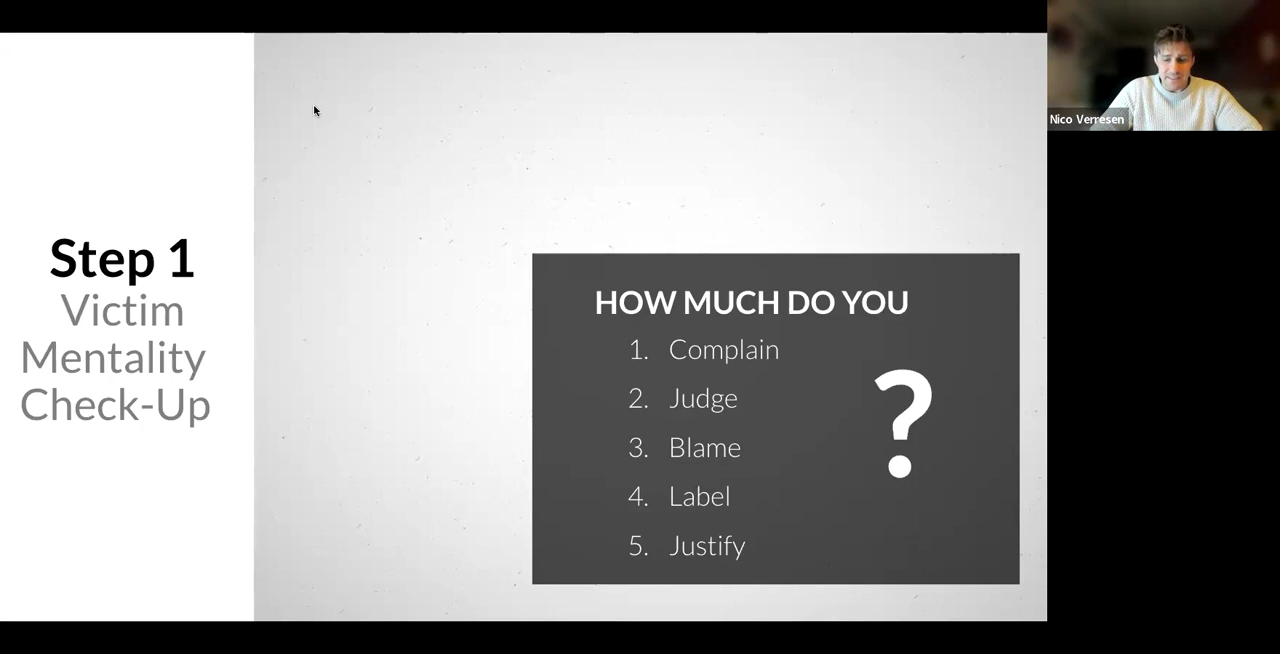 Step 1
Victim
Mentality
Check-Up
HOW MUCH DO YOU
1. Complain
2. Judge
3. Blame
4. Label
5. Justify
?
Nico Verresen